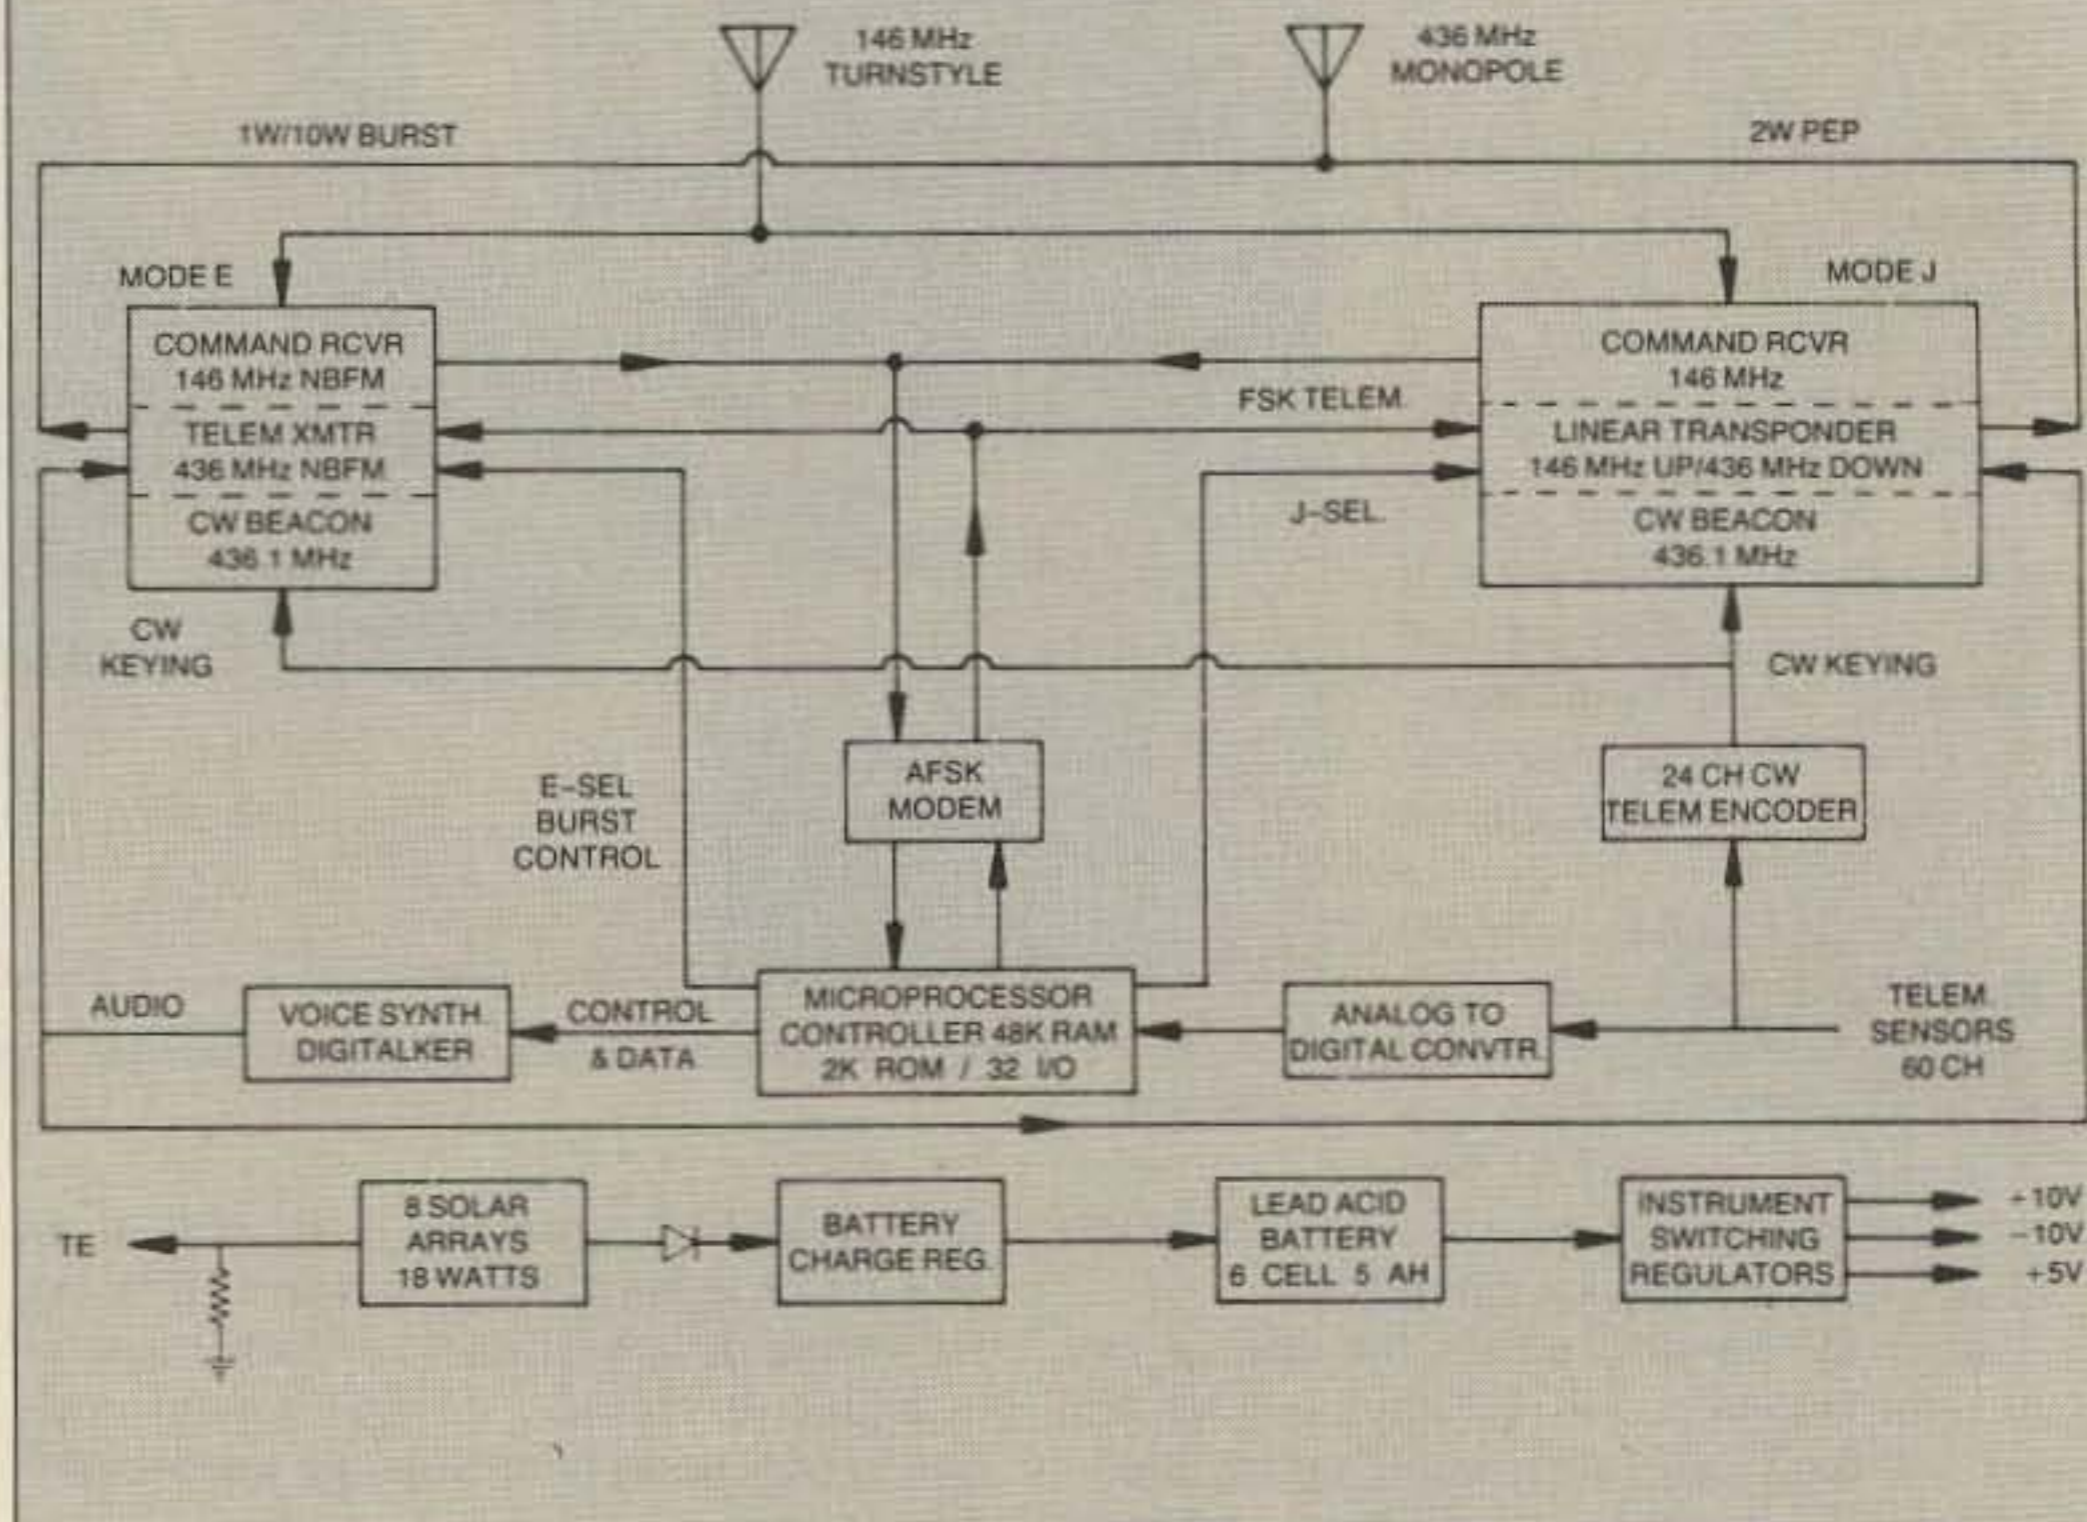 146 MHz
TURNSTYLE
436 MHz
MONOPOLE
1W/10W BURST
2W PEP
MODE E
MODE J
COMMAND RCVR
146 MHz NBFM
TELEM XMTR
436 MHz NBFM
CW BEACON
436.1 MHz
COMMAND RCVR
146 MHz
LINEAR TRANSPONDER
146 MHz UP/436 MHz DOWN
CW BEACON
436.1 MHz
FSK TELEM.
J-SEL.
CW
KEYING
CW KEYING
E-SEL
BURST
CONTROL
AFSK
MODEM
24 CH CW
TELEM ENCODER
AUDIO
VOICE SYNTH.
DIGITALKER
CONTROL
& DATA
MICROPROCESSOR
CONTROLLER 48K RAM
2K ROM / 32 I/O
ANALOG TO
DIGITAL CONVTR.
TELEM.
SENSORS
60 CH
TE
8 SOLAR
ARRAYS
18 WATTS
BATTERY
CHARGE REG.
LEAD ACID
BATTERY
6 CELL 5 AH
INSTRUMENT
SWITCHING
REGULATORS
+10V
-10V
+5V